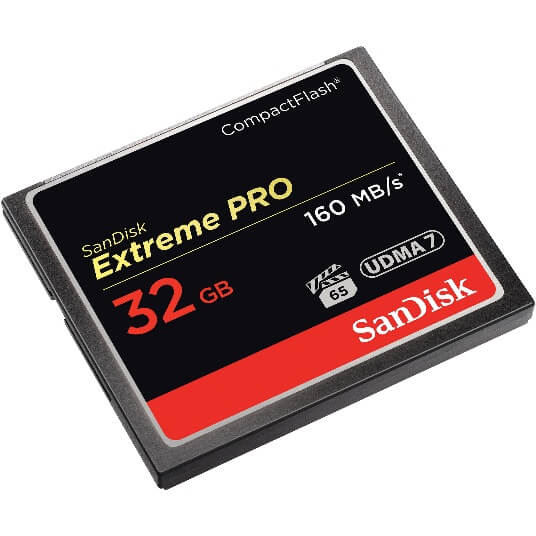 CompactFlash®
SanDisk
Extreme PRO
160 MB/s*
32 GB
65
UDMA 7
SanDisk